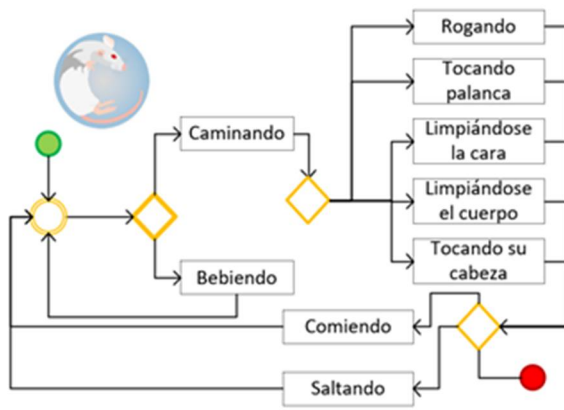 Rogando
Tocando
palanca
Caminando
Limpiándose
la cara
Limpiándose
el cuerpo
Tocando su
cabeza
Bebiendo
Comiendo
Saltando